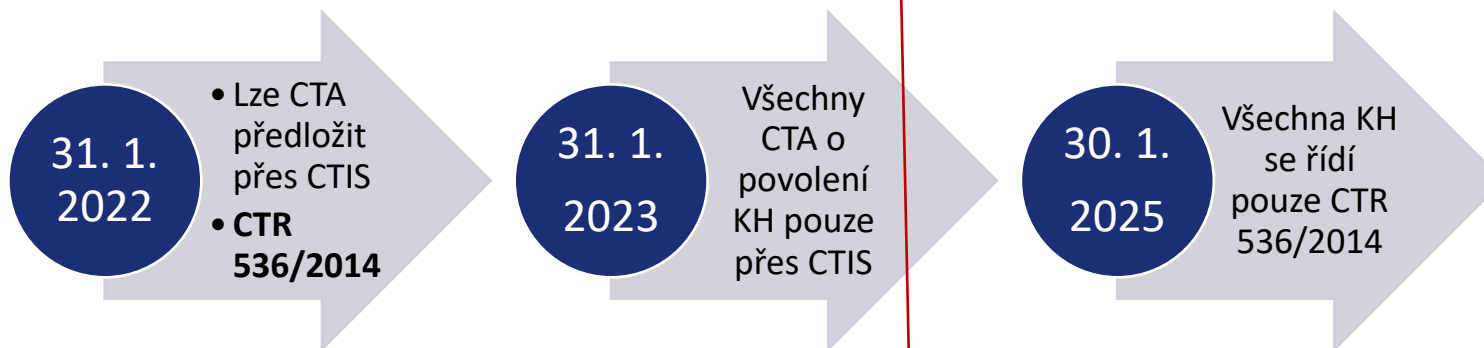 31. 1.
2022
• Lze CTA
předložit
přes CTIS
• CTR
536/2014
31. 1.
2023
Všechny
CTA o
povolení
KH pouze
přes CTIS
30. 1.
2025
Všechna KH
se řídí
pouze CTR
536/2014